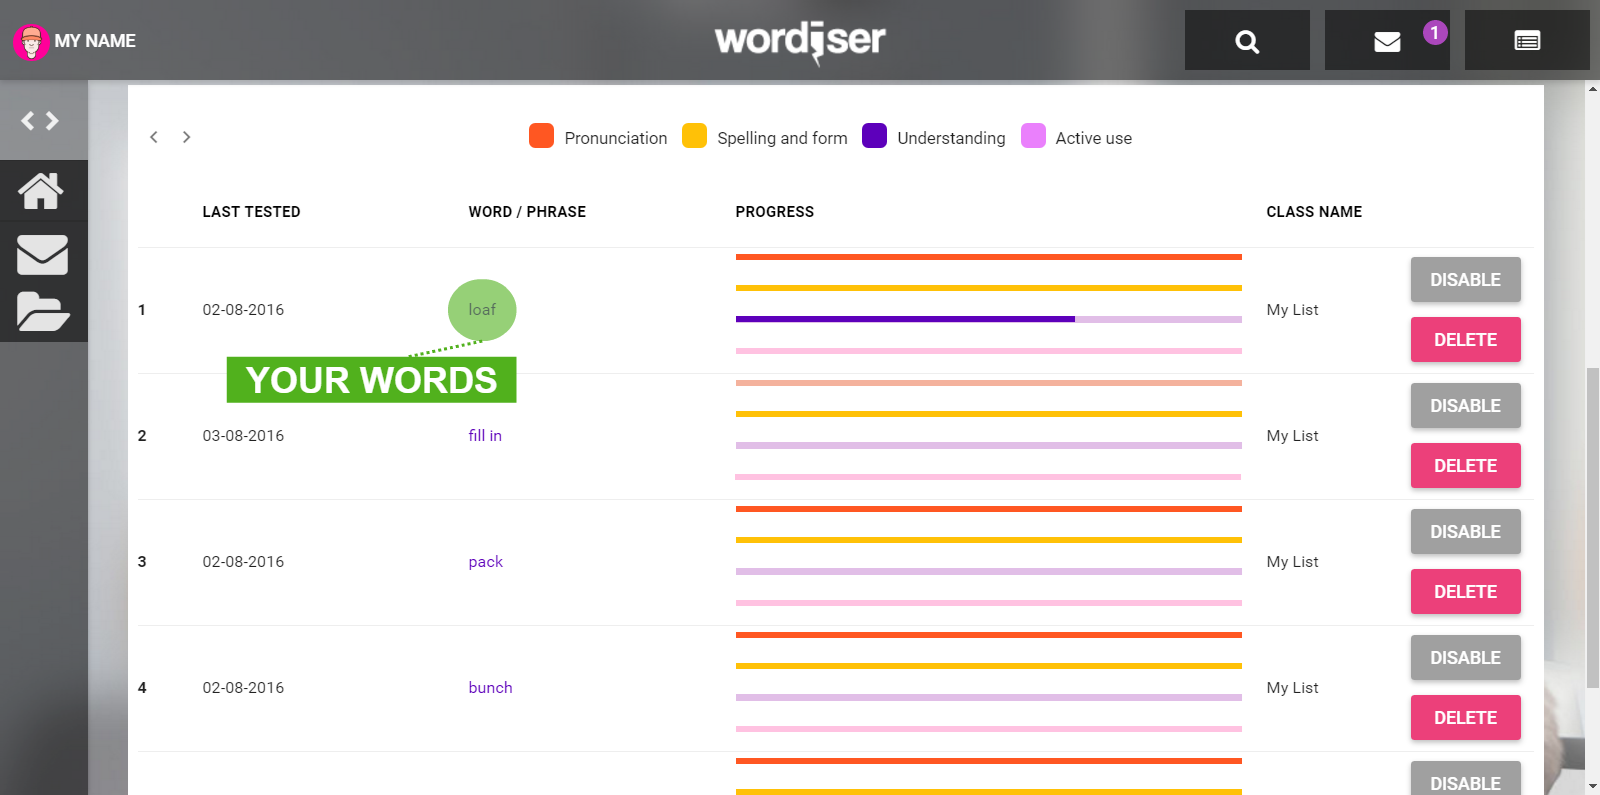 MY NAME
wordiser
1
Pronunciation Spelling and form Understanding Active use
LAST TESTED WORD / PHRASE PROGRESS CLASS NAME
DISABLE
1 02-08-2016 loaf My List
DELETE
YOUR WORDS
DISABLE
2 03-08-2016 fill in My List
DELETE
DISABLE
3 02-08-2016 pack My List
DELETE
DISABLE
4 02-08-2016 bunch My List
DELETE
DISABLE